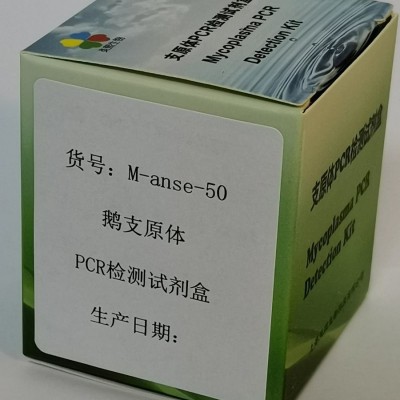 支原体PCR检测试剂盒
Mycoplasma PCR
Detection Kit
货号: M-anse-50
鹅支原体
PCR检测试剂盒
生产日期:
支原体PCR检测试剂盒
Mycoplasma PCR
Detection Kit